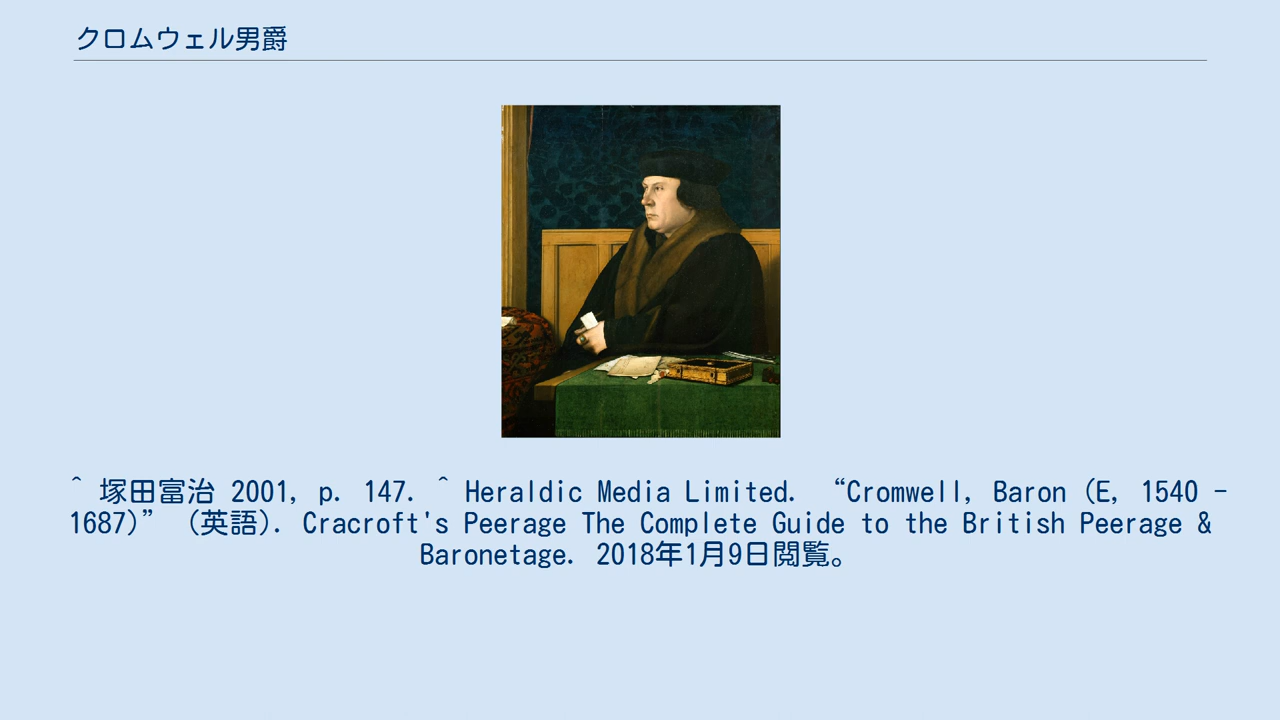 クロムウェル男爵
^ 塚田富治 2001, p. 147. ^ Heraldic Media Limited. “Cromwell, Baron (E, 1540 -
1687)” (英語). Cracroft's Peerage The Complete Guide to the British Peerage &
Baronetage. 2018年1月9日閲覧。